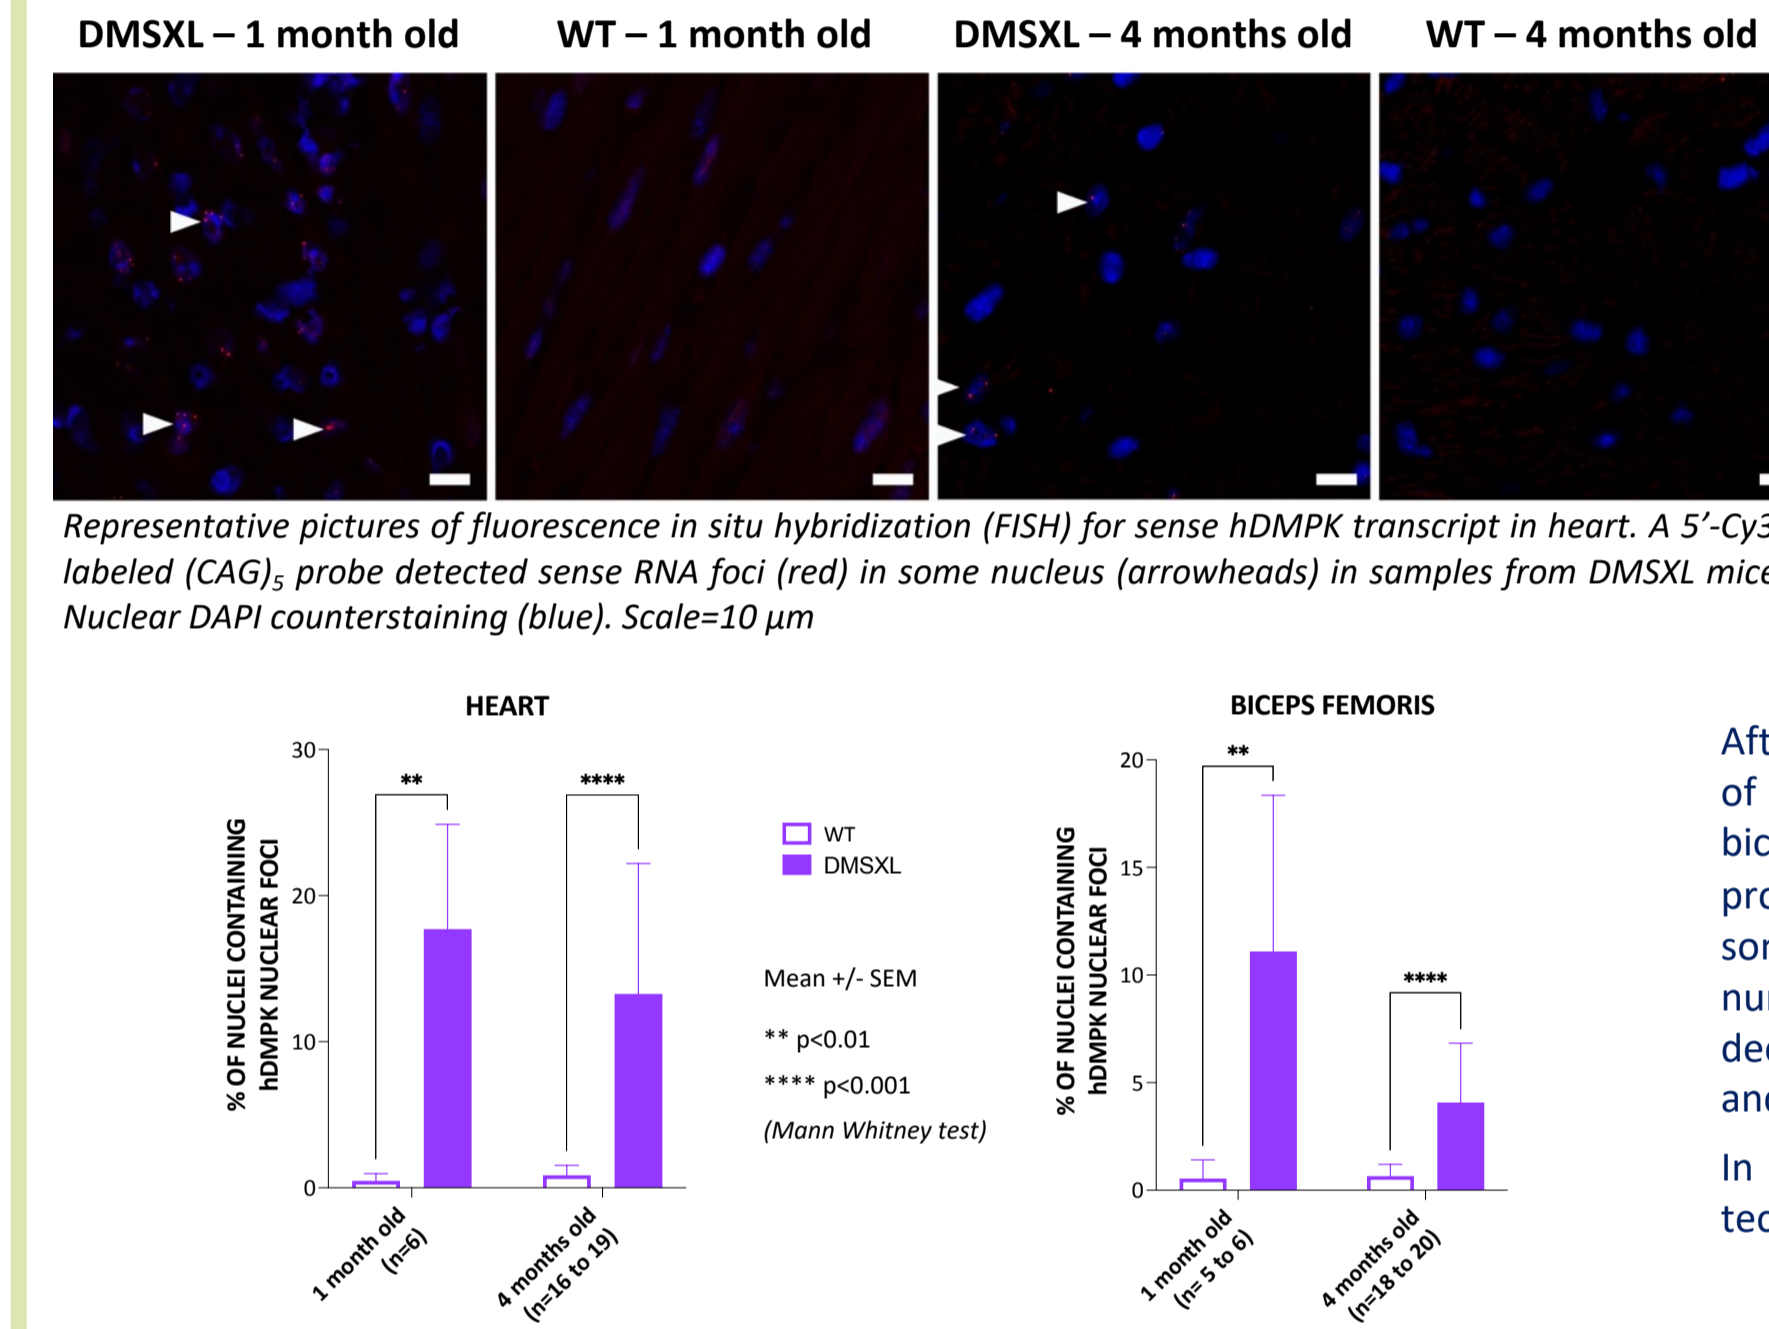 DMSXL – 1 month old
WT – 1 month old
DMSXL – 4 months old
WT – 4 months old
Representative pictures of fluorescence in situ hybridization (FISH) for sense hDMPK transcript in heart. A 5’-Cy3
labeled (CAG)₅ probe detected sense RNA foci (red) in some nucleus (arrowheads) in samples from DMSXL mice
Nuclear DAPI counterstaining (blue). Scale=10 µm
HEART
% OF NUCLEI CONTAINING
hDMPK NUCLEAR FOCI
30
20
10
0
**
****
1 month old
(n=6)
4 months old
(n=16 to 19)
WT
DMSXL
Mean +/- SEM
** p<0.01
**** p<0.001
(Mann Whitney test)
BICEPS FEMORIS
% OF NUCLEI CONTAINING
hDMPK NUCLEAR FOCI
20
15
10
5
0
**
****
1 month old
(n= 5 to 6)
4 months old
(n=18 to 20)
of
In